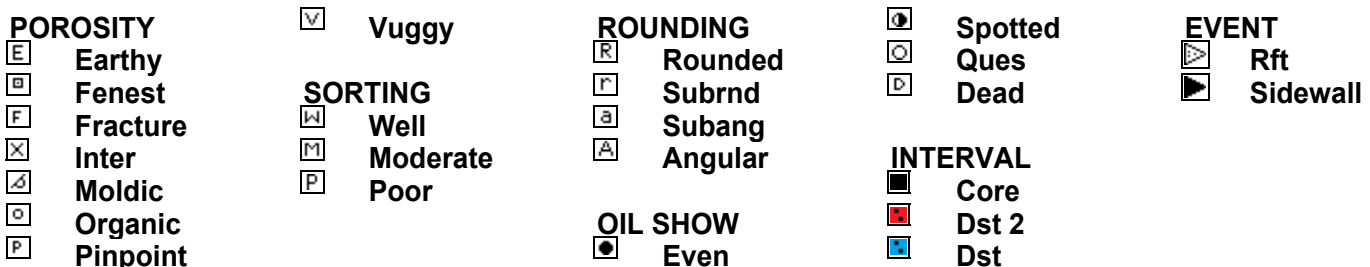 POROSITY
E Earthy
Fenest
F Fracture
X Inter
Moldic
Organic
P Pinpoint
V Vuggy
SORTING
W Well
M Moderate
P Poor
ROUNDING
R Rounded
r Subrnd
a Subang
A Angular
OIL SHOW
Even
Spotted
Ques
D Dead
INTERVAL
Core
Dst 2
Dst
EVENT
Rft
Sidewall